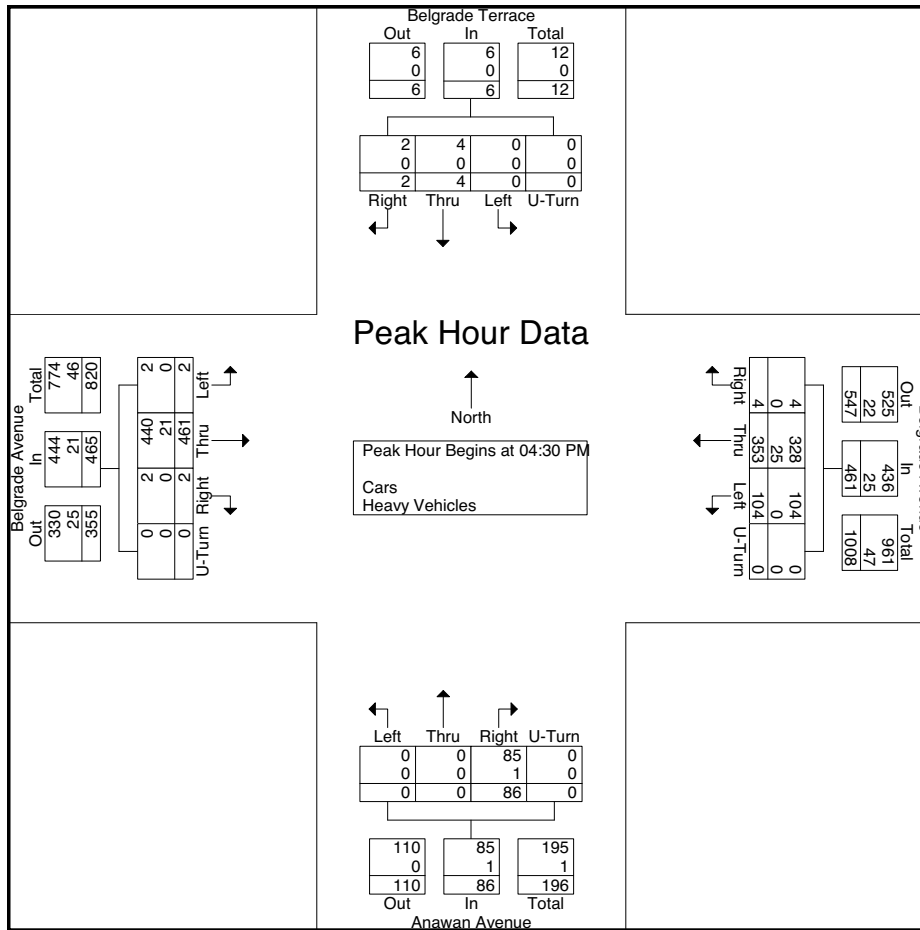 Belgrade Terrace
Out In Total
6 6 12
0 0 0
6 6 12
2 4 0 0
0 0 0 0
2 4 0 0
Right Thru Left U-Turn
Peak Hour Data
North
Peak Hour Begins at 04:30 PM
Cars
Heavy Vehicles
Belgrade Avenue
Total In Out
774 444 330
46 21 25
820 465 355
2 440 2 0
0 21 0 0
2 461 2 0
Left Thru Right U-Turn
Out In Total
525 436 961
22 25 47
547 461 1008
4 328 104 0
0 25 0 0
4 353 104 0
Right Thru Left U-Turn
Left Thru Right U-Turn
0 0 85 0
0 0 1 0
0 0 86 0
110 85 195
0 1 1
110 86 196
Out In Total
Anawan Avenue